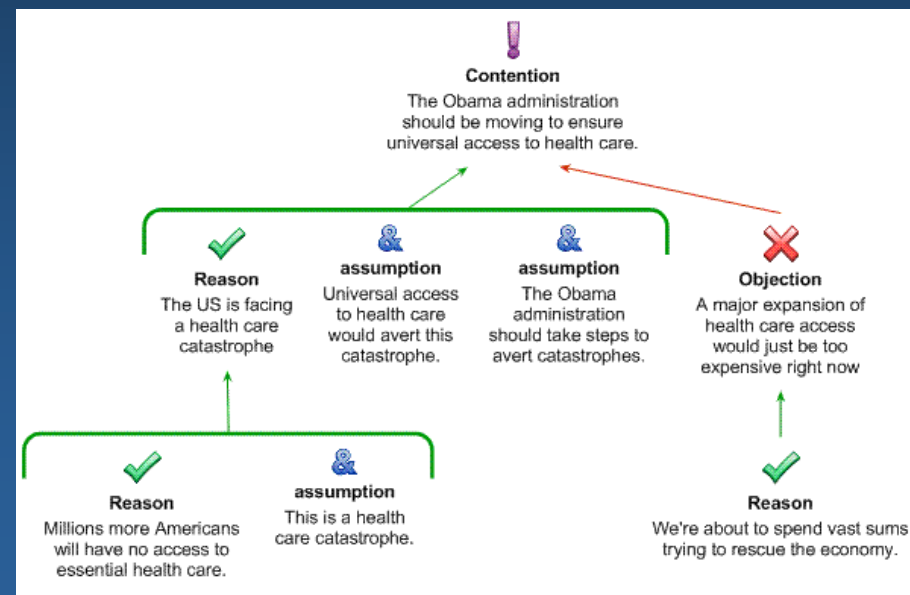 Contention
The Obama administration
should be moving to ensure
universal access to health care.
&
&
Reason
The US is facing
a health care
catastrophe
assumption
Universal access
to health care
would avert this
catastrophe.
assumption
The Obama
administration
should take steps to
avert catastrophes.
Objection
A major expansion of
health care access
would just be too
expensive right now
&
Reason
Millions more Americans
will have no access to
essential health care.
assumption
This is a health
care catastrophe.
Reason
We're about to spend vast sums
trying to rescue the economy.